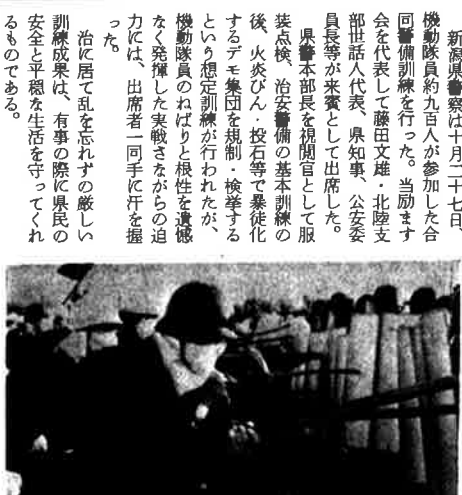 新潟県警察は十月二十七日、
機動隊員約九百人が参加した合
同警備訓練を行った。当励ます
会を代表して藤田文雄・北陸支
部世話人代表、県知事、公安委
員長等が来賓として出席した。
県警本部長を視閲官として服
装点検、治安警備の基本訓練の
後、火炎びん・投石等で暴徒化
するデモ集団を規制・検挙する
という想定訓練が行われたが、
機動隊員のねばりと根性を遺憾
なく発揮した実戦さながらの迫
力には、出席者一同手に汗を握
った。
治に居て乱を忘れずの厳しい
訓練成果は、有事の際に県民の
安全と平穏な生活を守ってくれ
るものである。